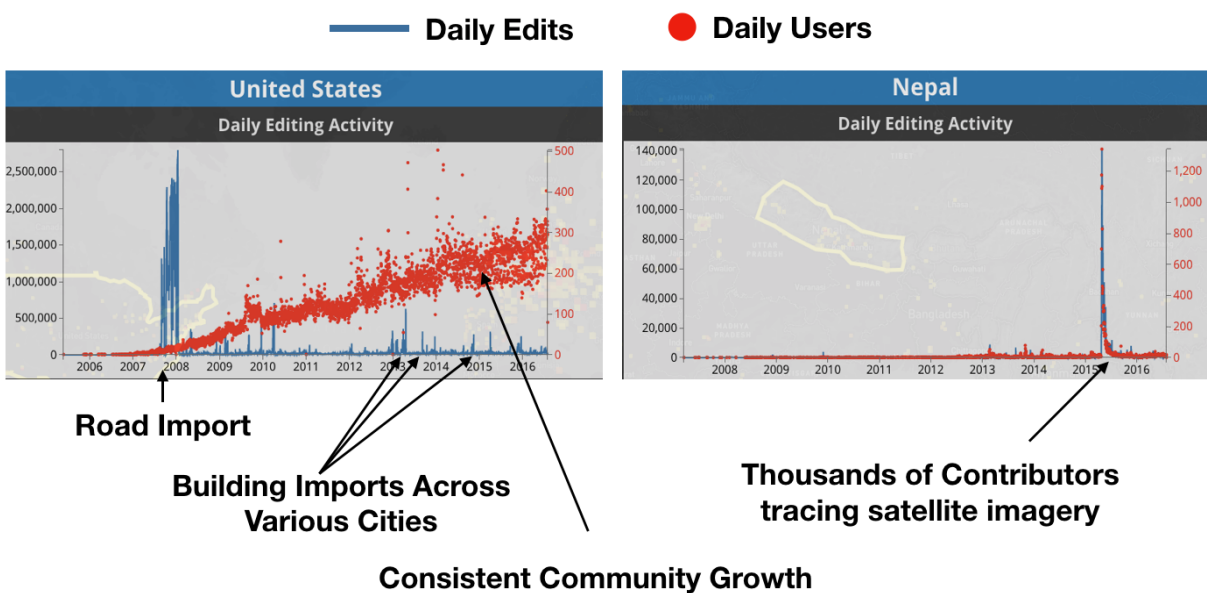 Daily Edits
Daily Users
United States
Daily Editing Activity
2,500,000
2,000,000
1,500,000
1,000,000
500,000
0
500
400
300
200
100
0
2006 2007 2008 2009 2010 2011 2012 2013 2014 2015 2016
Nepal
Daily Editing Activity
140,000
120,000
100,000
80,000
60,000
40,000
20,000
0
1,200
1,000
800
600
400
200
0
2008 2009 2010 2011 2012 2013 2014 2015 2016
Bangladesh
Road Import
Building Imports Across
Various Cities
Consistent Community Growth
Thousands of Contributors
tracing satellite imagery